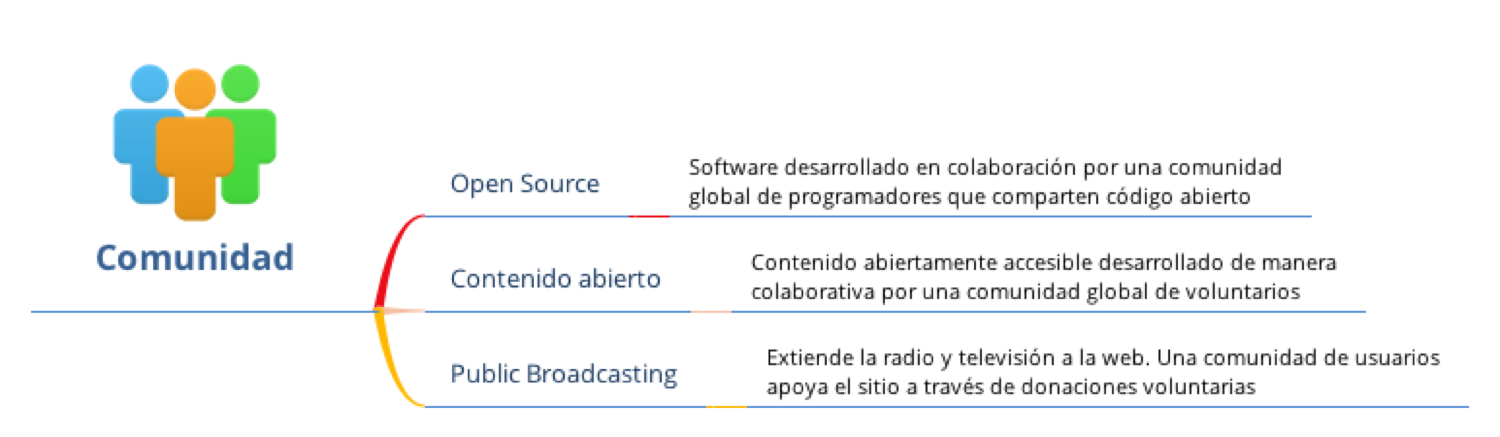 Comunidad
Open Source
Software desarrollado en colaboración por una comunidad
global de programadores que comparten código abierto
Contenido abierto
Contenido abiertamente accesible desarrollado de manera
colaborativa por una comunidad global de voluntarios
Public Broadcasting
Extiende la radio y televisión a la web. Una comunidad de usuarios
apoya el sitio a través de donaciones voluntarias